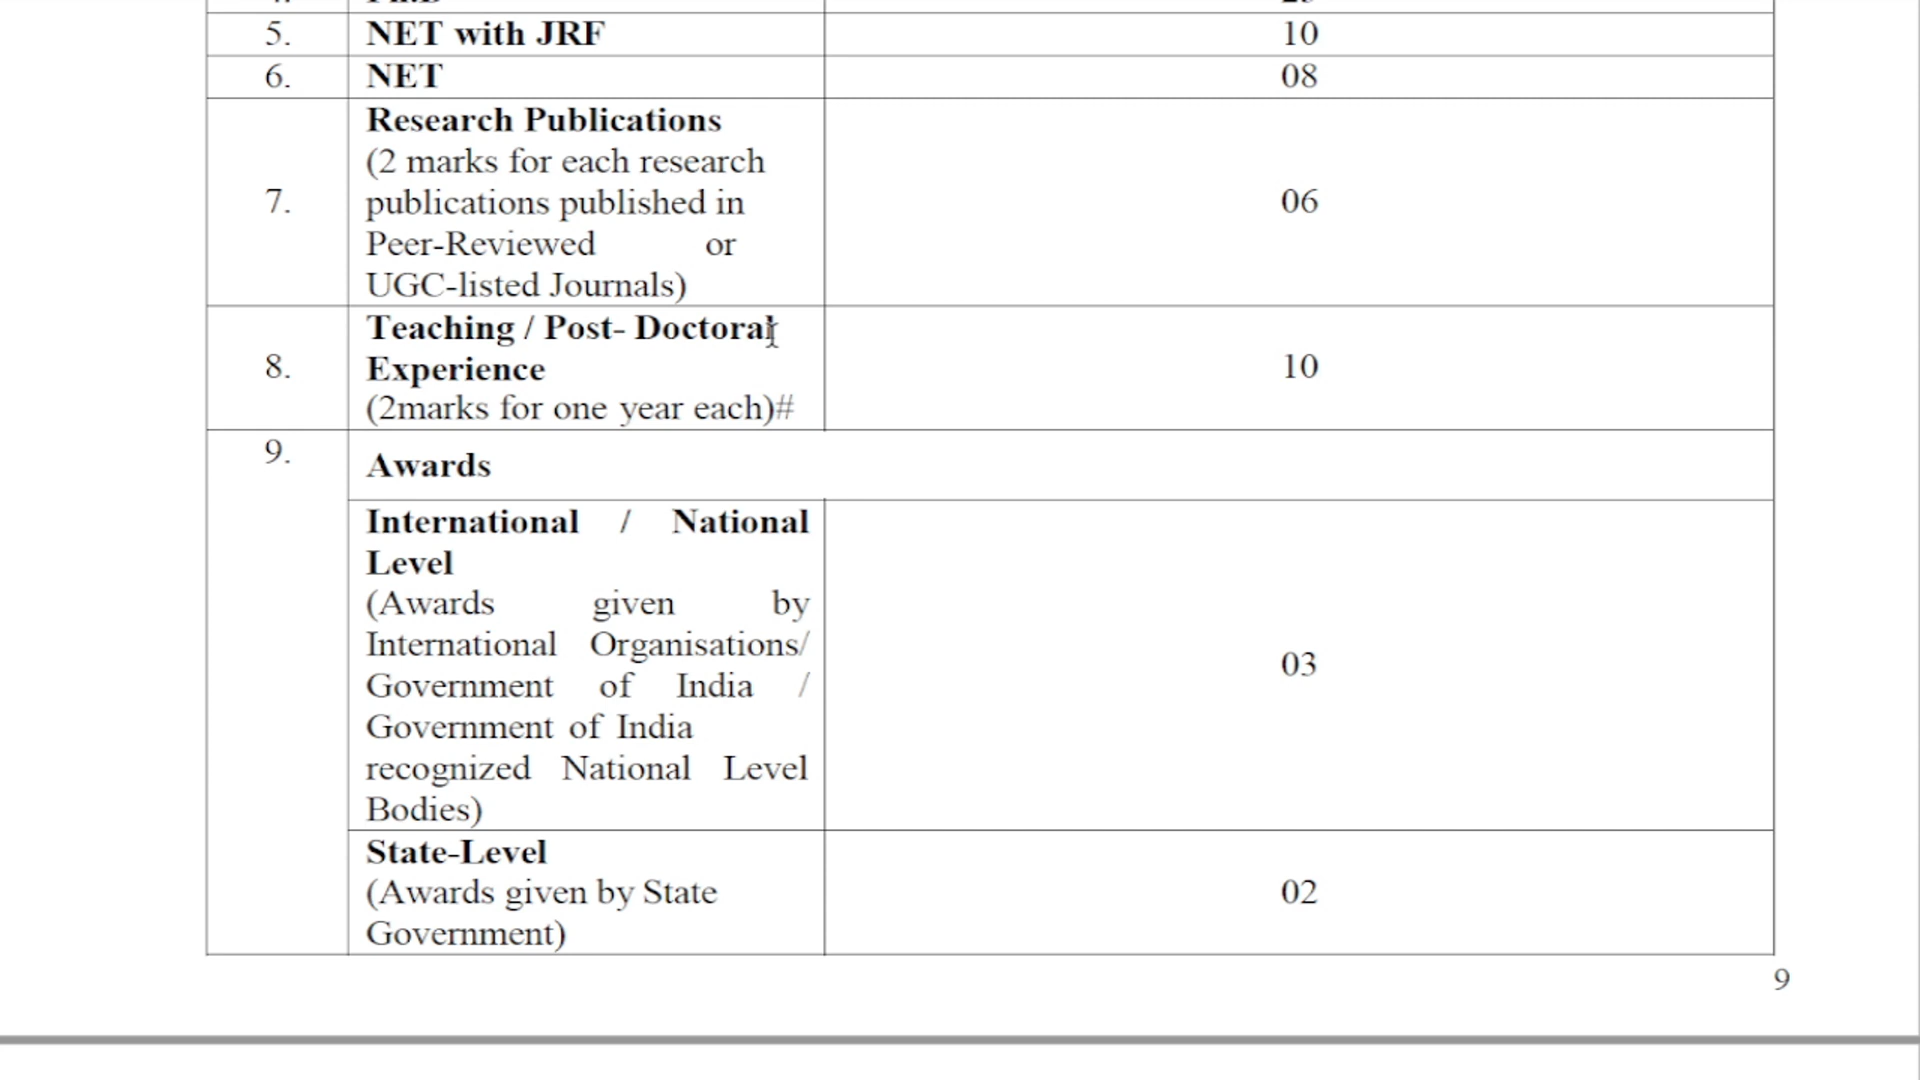 5. NET with JRF 10
6. NET 08
Research Publications
(2 marks for each research
7. publications published in 06
Peer-Reviewed or
UGC-listed Journals)
Teaching / Post- Doctoral
8. Experience 10
(2marks for one year each)#
9. Awards
International / National
Level
(Awards given by
International Organisations/
Government of India / 03
Government of India
recognized National Level
Bodies)
State-Level
(Awards given by State 02
Government)
9